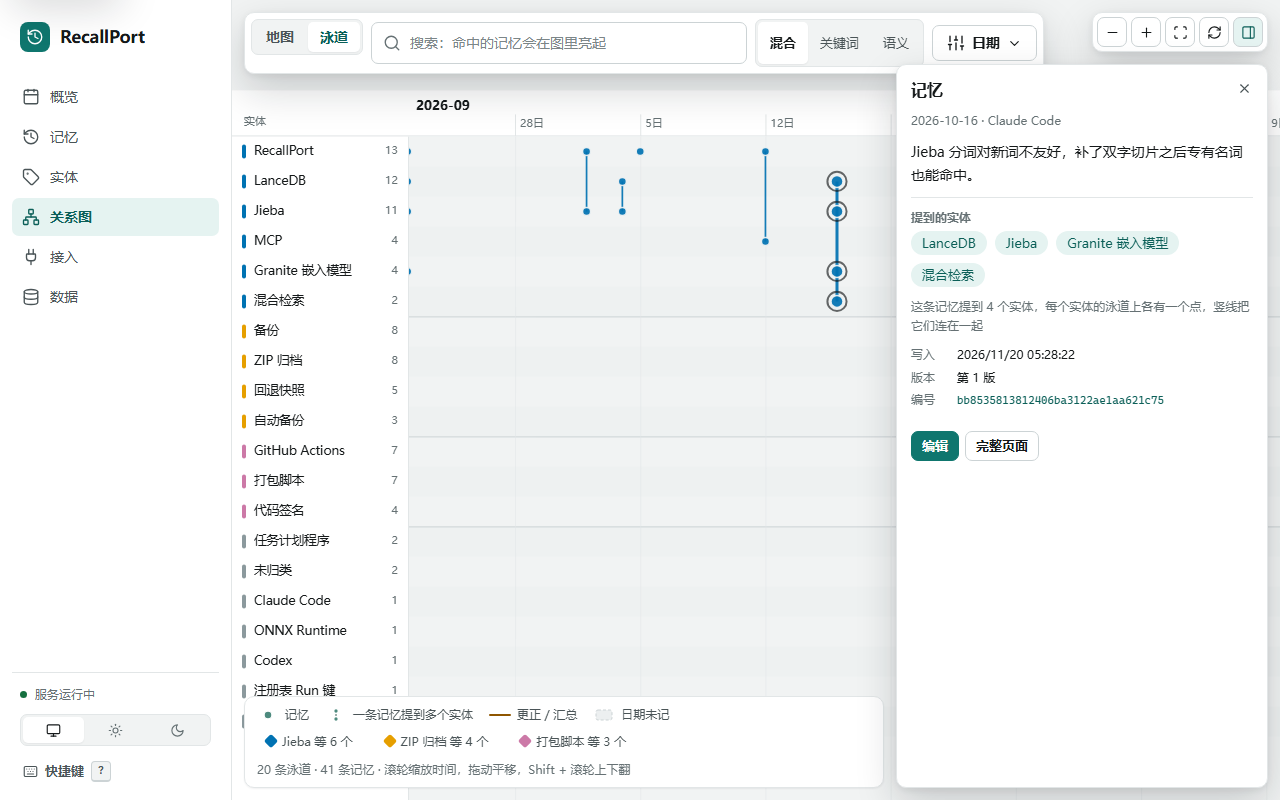 RecallPort
概览
记忆
实体
关系图
接入
数据
服务运行中
快捷键 ?
地图 泳道
搜索：命中的记忆会在图里亮起
混合 关键词 语义
日期
实体
2026-09
28日 5日 12日
RecallPort 13
LanceDB 12
Jieba 11
MCP 4
Granite 嵌入模型 4
混合检索 2
备份 8
ZIP 归档 8
回退快照 5
自动备份 3
GitHub Actions 7
打包脚本 7
代码签名 4
任务计划程序 2
未归类 2
Claude Code 1
ONNX Runtime 1
Codex 1
注册表 Run 键 1
记忆 一条记忆提到多个实体 更正 / 汇总 日期未记
Jieba 等 6 个 ZIP 归档 等 4 个 打包脚本 等 3 个
20 条泳道 · 41 条记忆 · 滚轮缩放时间，拖动平移，Shift + 滚轮上下翻
记忆
2026-10-16 · Claude Code
Jieba 分词对新词不友好，补了双字切片之后专有名词
也能命中。
提到的实体
LanceDB Jieba Granite 嵌入模型
混合检索
这条记忆提到 4 个实体，每个实体的泳道上各有一个点，竖线把
它们连在一起
写入 2026/11/20 05:28:22
版本 第 1 版
编号 bb8535813812406ba3122ae1aa621c75
编辑 完整页面